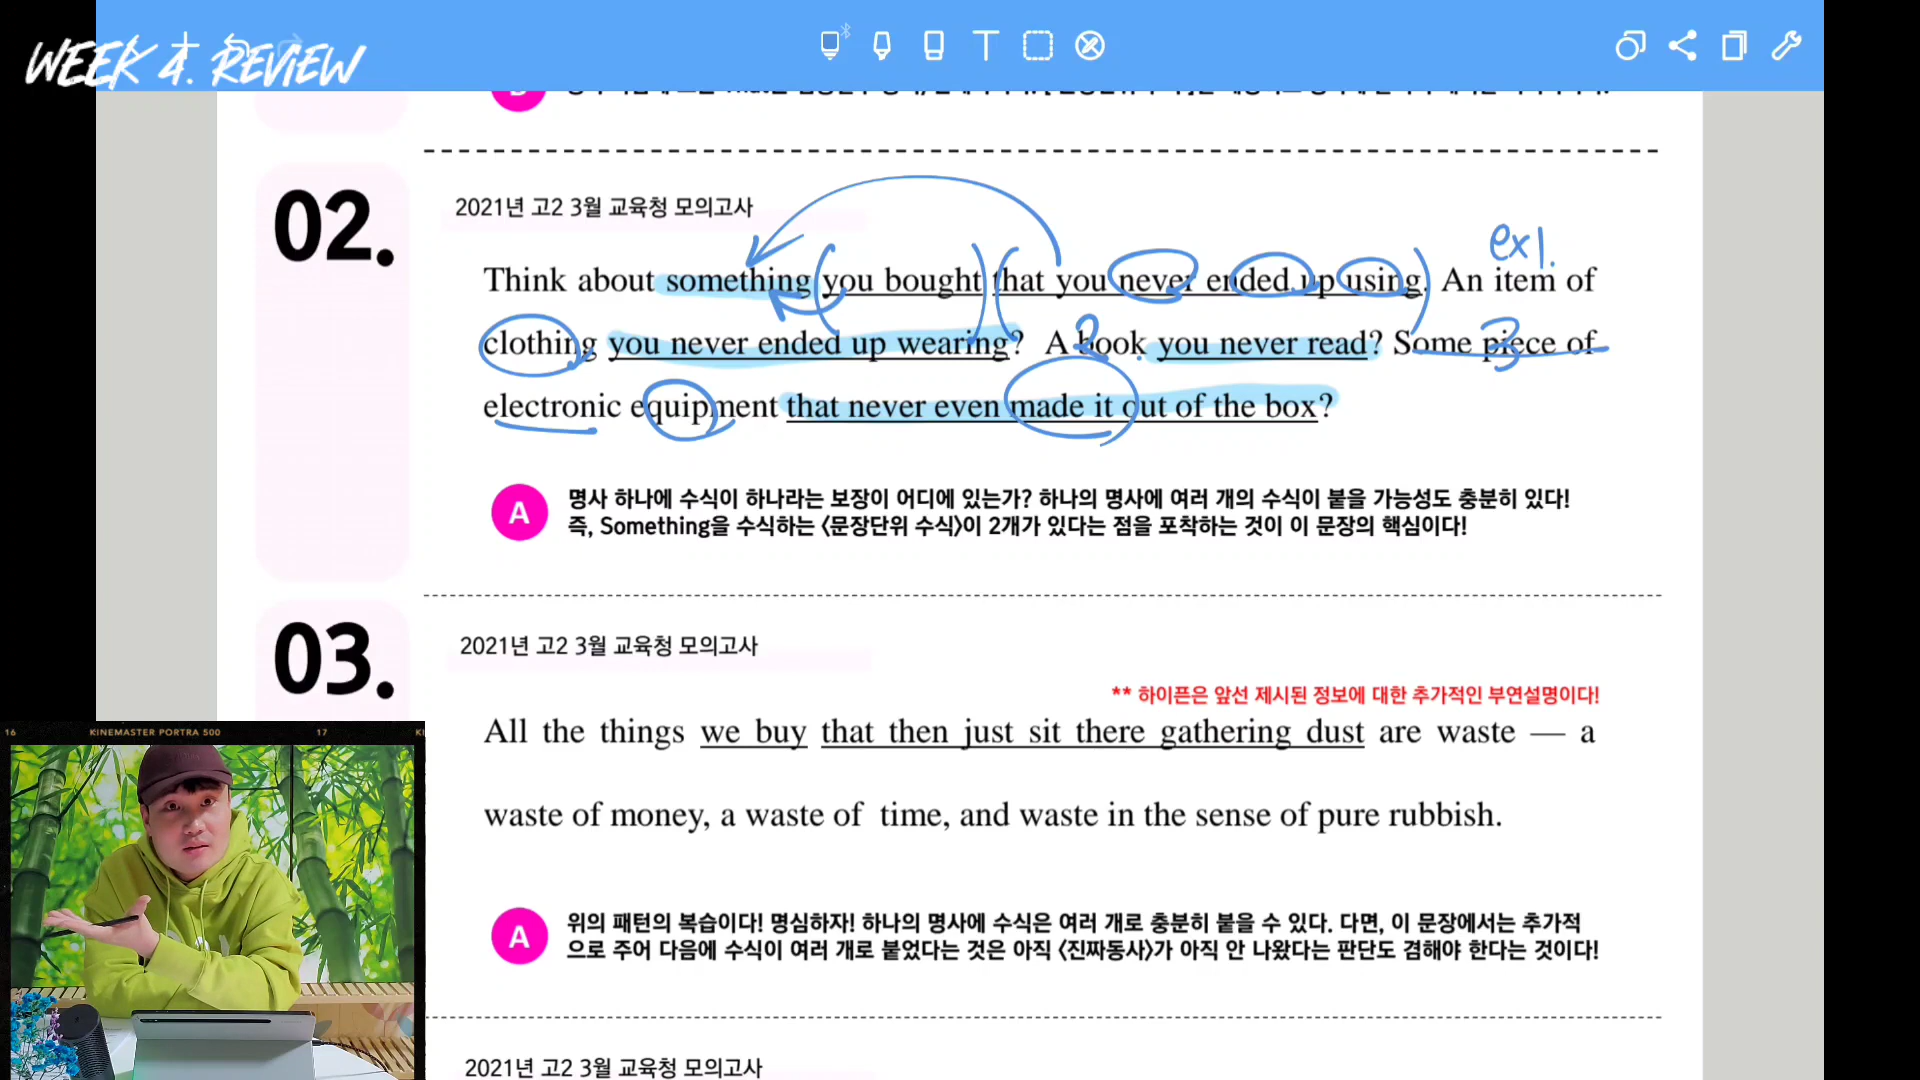 WEEK 4. REVIEW
02.
2021년 고2 3월 교육청 모의고사
ex1.
Think about something you bought that you never ended up using. An item of
clothing you never ended up wearing? A book you never read? Some piece of
2
3
electronic equipment that never even made it out of the box?
A
명사 하나에 수식이 하나라는 보장이 어디에 있는가? 하나의 명사에 여러 개의 수식이 붙을 가능성도 충분히 있다!
즉, Something을 수식하는 <문장단위 수식>이 2개가 있다는 점을 포착하는 것이 이 문장의 핵심이다!
03.
2021년 고2 3월 교육청 모의고사
** 하이픈은 앞선 제시된 정보에 대한 추가적인 부연설명이다!
All the things we buy that then just sit there gathering dust are waste — a
waste of money, a waste of time, and waste in the sense of pure rubbish.
A
위의 패턴의 복습이다! 명심하자! 하나의 명사에 수식은 여러 개로 충분히 붙을 수 있다. 다면, 이 문장에서는 추가적
으로 주어 다음에 수식이 여러 개로 붙었다는 것은 아직 <진짜동사>가 아직 안 나왔다는 판단도 겸해야 한다는 것이다!
2021년 고2 3월 교육청 모의고사
16 KINEMASTER PORTRA 500 17 KI